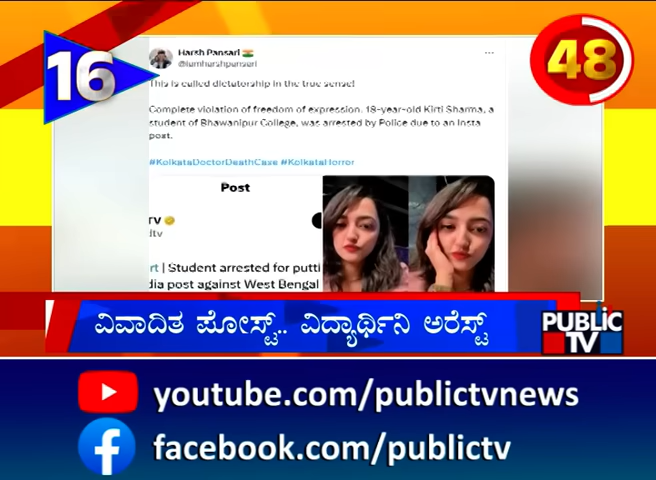 16
48
Harsh Pansari
@iamharshpansari
This is called dictatorship in the true sense!
Complete violation of freedom of expression. 18-year-old Kirti Sharma, a
student of Bhawanipur College, was arrested by Police due to an Insta
post.
#KolkataDoctorDeathCase #KolkataHorror
Post
TV
dtv
rt | Student arrested for putti
dia post against West Bengal
ವಿವಾದಿತ ಪೋಸ್ಟ್.. ವಿದ್ಯಾರ್ಥಿನಿ ಅರೆಸ್ಟ್
PUBLiC
TV
youtube.com/publictvnews
facebook.com/publictv